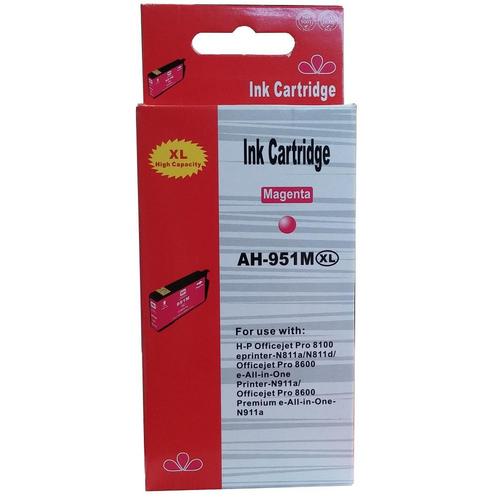 Ink Cartridge
XL
High Capacity
Ink Cartridge
Magenta
AH-951M XL
951M
For use with:
H-P Officejet Pro 8100
eprinter-N811a/N811d/
Officejet Pro 8600
e-All-in-One
Printer-N911a/
Officejet Pro 8600
Premium e-All-in-One-
N911a